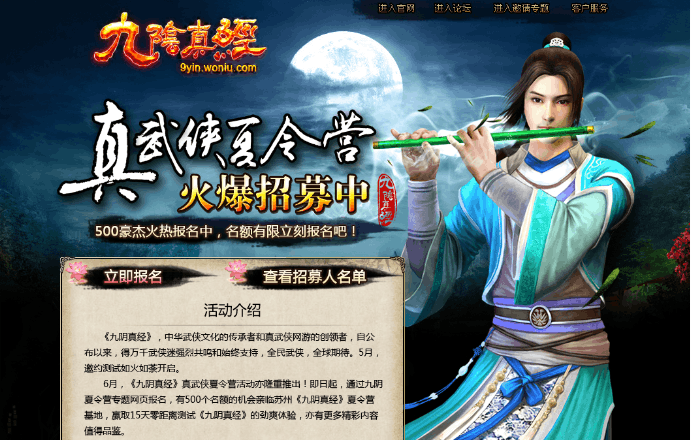 进入官网 进入论坛 进入邀请专题 客户服务
九陰真經
9yin.woniu.com
真武侠夏令营
火爆招募中
九陰真經
500豪杰火热报名中，名额有限立刻报名吧！
立即报名 查看招募人名单
活动介绍
《九阴真经》，中华武侠文化的传承者和真武侠网游的创领者，自公
布以来，得万千武侠迷强烈共鸣和始终支持，全民武侠，全球期待。5月，
邀约测试如火如荼开启。
6月，《九阴真经》真武侠夏令营活动亦隆重推出！即日起，通过九阴
夏令营专题网页报名，有500个名额的机会亲临苏州《九阴真经》夏令营
基地，赢取15天零距离测试《九阴真经》的劲爽体验，亦有更多精彩内容
值得品鉴。